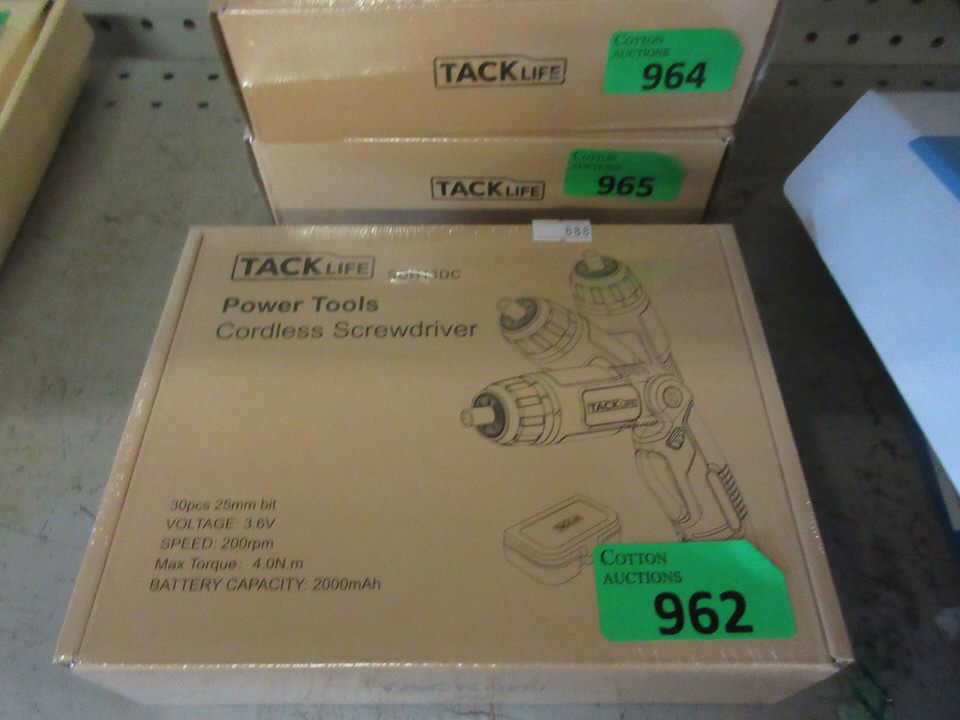 TACKLIFE
COTTON
AUCTIONS
964
TACKLIFE
COTTON
AUCTIONS
965
888
TACKLIFE
Power Tools
Cordless Screwdriver
TACKLIFE
30pcs 25mm bit
VOLTAGE: 3.6V
SPEED: 200rpm
Max Torque: 4.0N.m
BATTERY CAPACITY: 2000mAh
COTTON
AUCTIONS
962